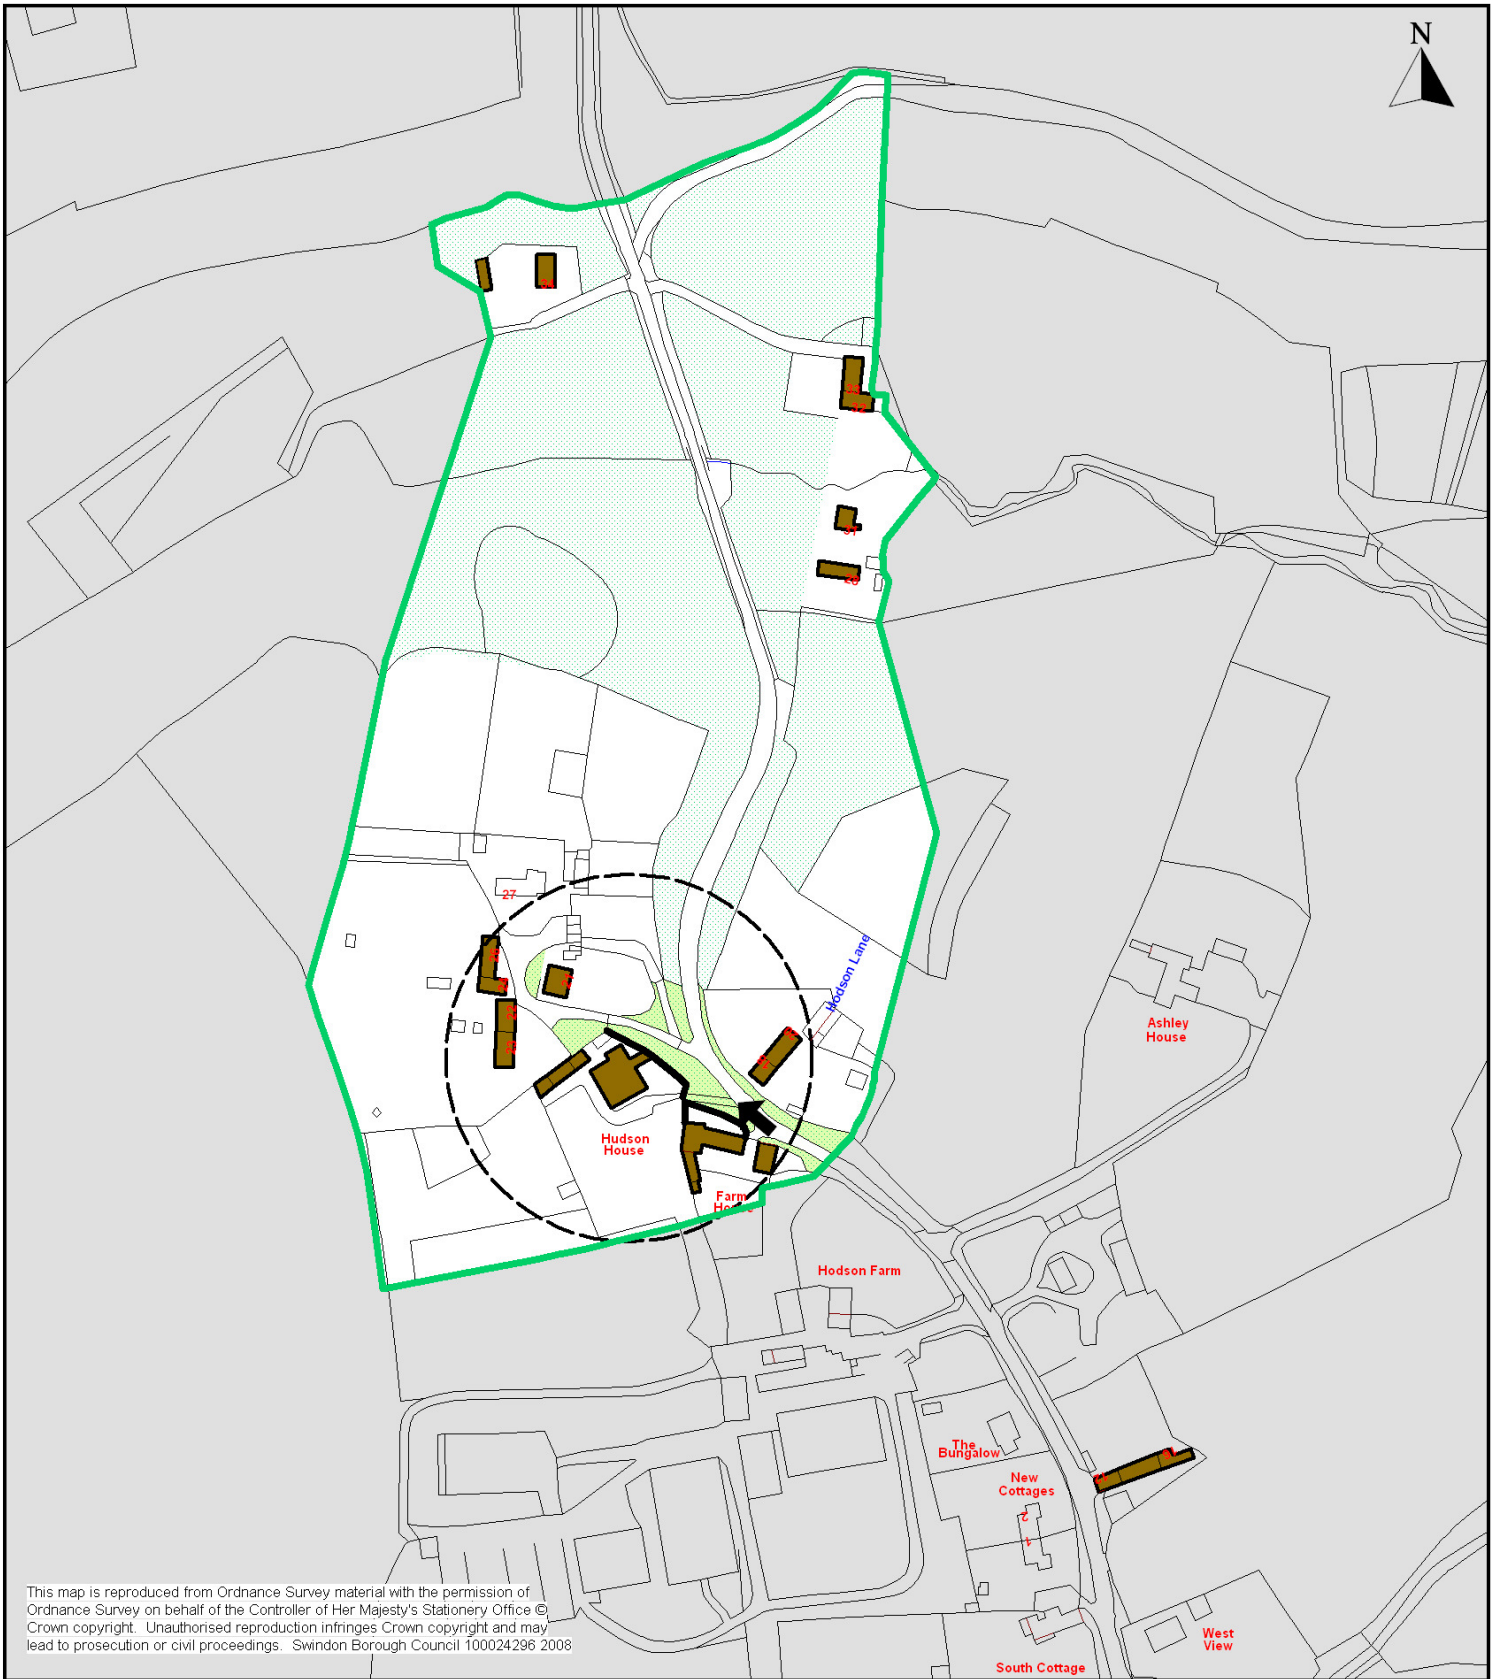 N
27
Hodson Lane
Ashley
House
Hudson
House
Farm
House
Hodson Farm
The
Bungalow
New
Cottages
2
1
West
View
South Cottage
This map is reproduced from Ordnance Survey material with the permission of
Ordnance Survey on behalf of the Controller of Her Majesty's Stationery Office ©
Crown copyright. Unauthorised reproduction infringes Crown copyright and may
lead to prosecution or civil proceedings. Swindon Borough Council 100024296 2008